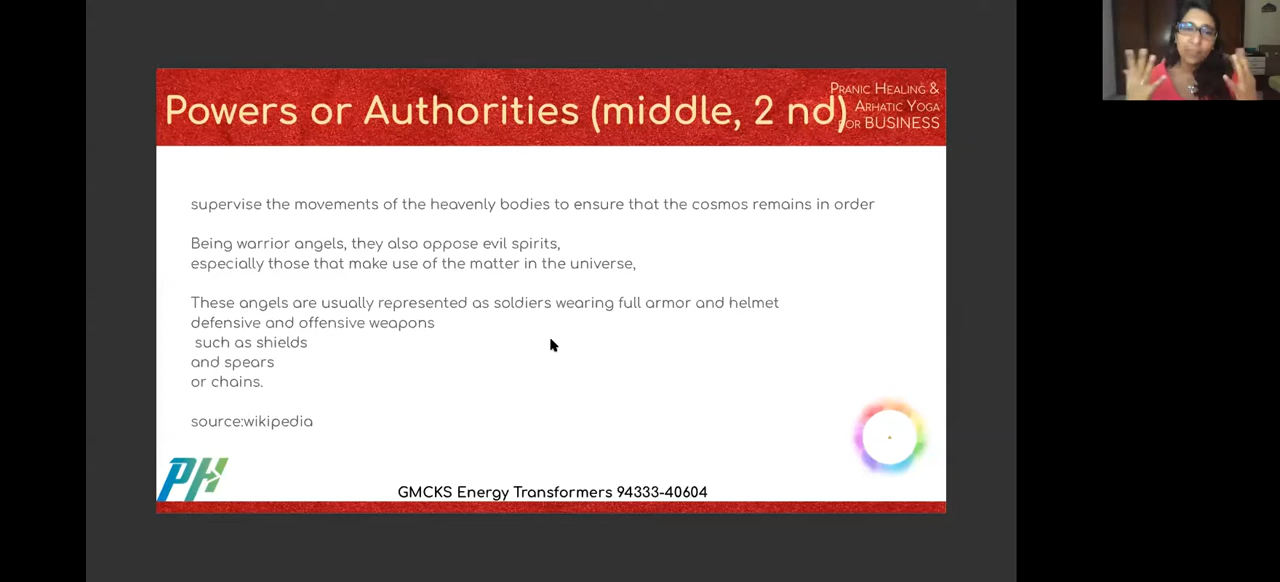 Powers or Authorities (middle, 2 nd)
PRANIC HEALING &
ARHATIC YOGA
FOR BUSINESS
supervise the movements of the heavenly bodies to ensure that the cosmos remains in order
Being warrior angels, they also oppose evil spirits,
especially those that make use of the matter in the universe,
These angels are usually represented as soldiers wearing full armor and helmet
defensive and offensive weapons
such as shields
and spears
or chains.
source:wikipedia
PH
GMCKS Energy Transformers 94333-40604